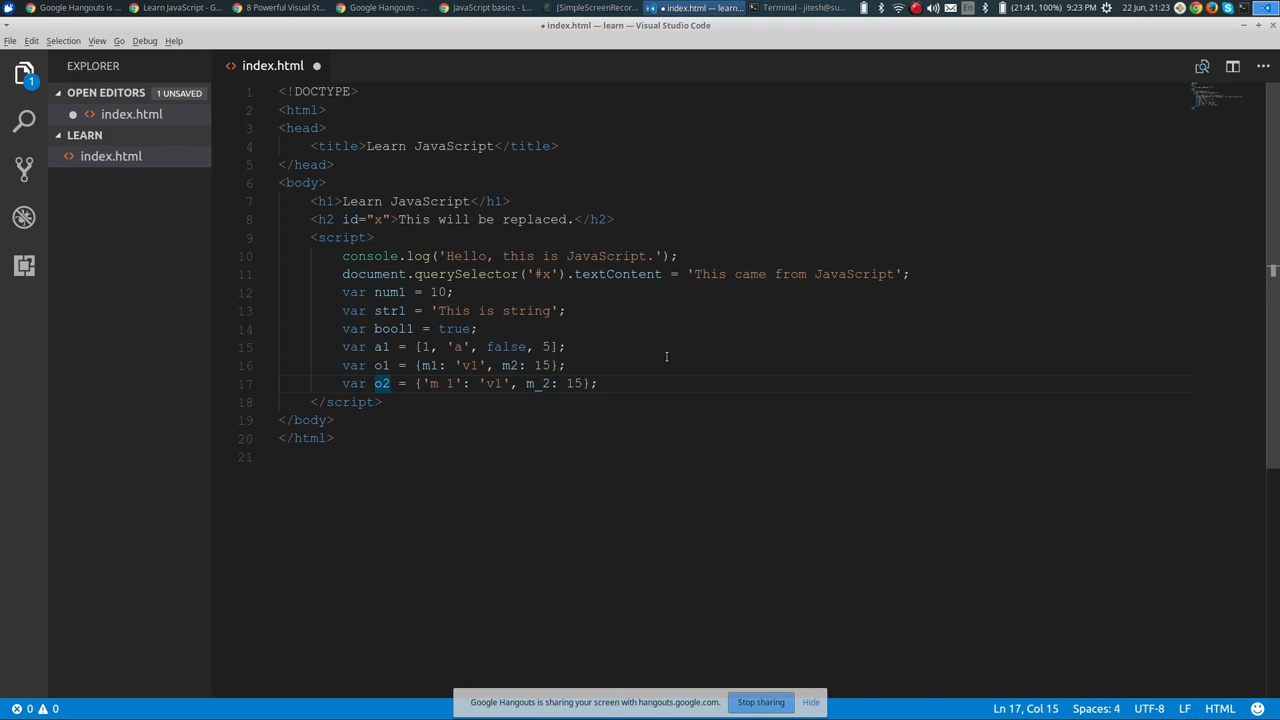 Google Hangouts is ...
Learn JavaScript - G...
8 Powerful Visual St...
Google Hangouts - ...
JavaScript basics - L...
[SimpleScreenRecor...
• index.html — learn...
Terminal - jitesh@su...
En
(21:41, 100%)
9:23 PM
22 Jun, 21:23
• index.html — learn — Visual Studio Code
File Edit Selection View Go Debug Help
EXPLORER
1
OPEN EDITORS 1 UNSAVED
index.html
LEARN
index.html
<> index.html
1 <!DOCTYPE>
2 <html>
3 <head>
4 <title>Learn JavaScript</title>
5 </head>
6 <body>
7 <h1>Learn JavaScript</h1>
8 <h2 id="x">This will be replaced.</h2>
9 <script>
10 console.log('Hello, this is JavaScript.');
11 document.querySelector('#x').textContent = 'This came from JavaScript';
12 var num1 = 10;
13 var str1 = 'This is string';
14 var bool1 = true;
15 var a1 = [1, 'a', false, 5];
16 var o1 = {m1: 'v1', m2: 15};
17 var o2 = {'m 1': 'v1', m_2: 15};
18 </script>
19 </body>
20 </html>
21
Google Hangouts is sharing your screen with hangouts.google.com. Stop sharing Hide
0 0
Ln 17, Col 15 Spaces: 4 UTF-8 LF HTML